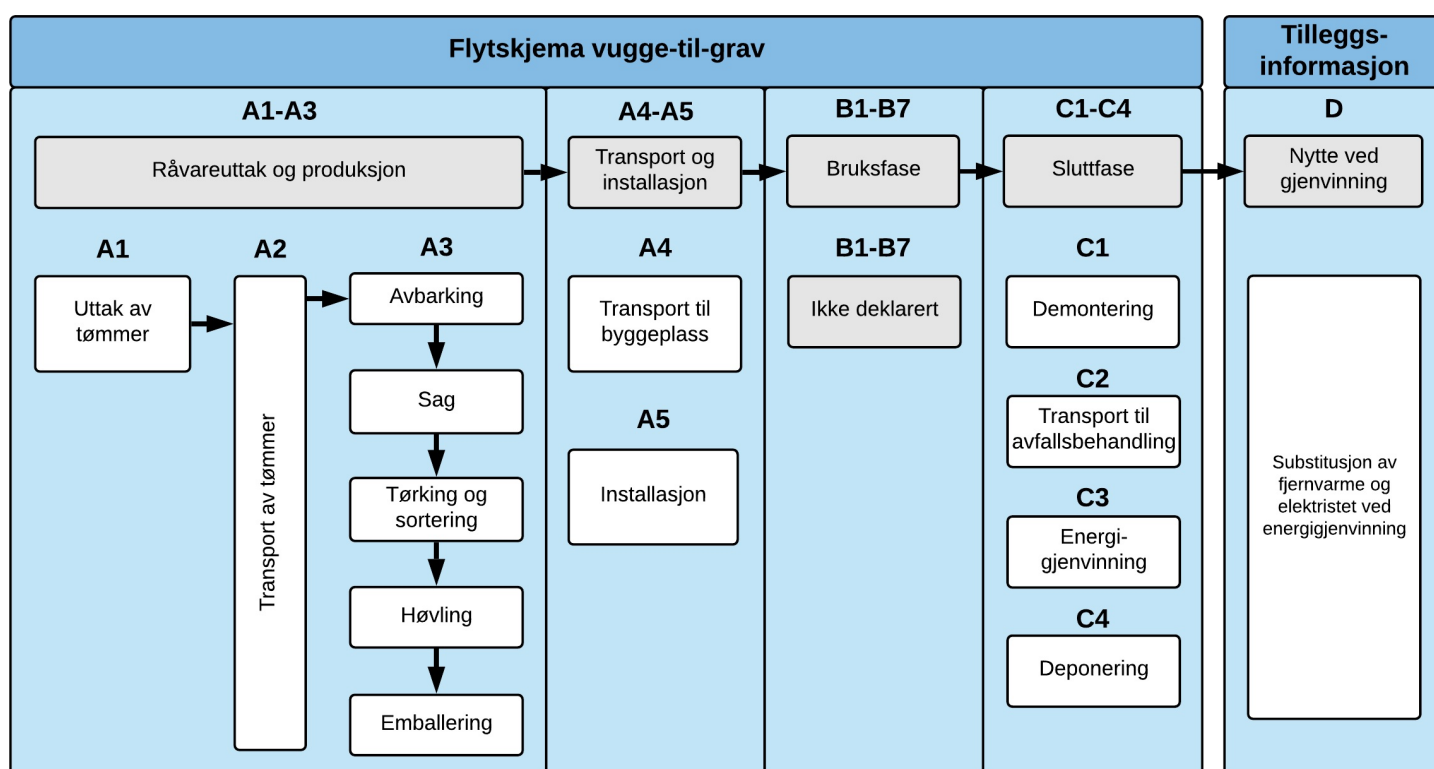 Flytskjema vugge-til-grav
Tilleggs-
informasjon
A1-A3
Råvareuttak og produksjon
A4-A5
Transport og
installasjon
B1-B7
Bruksfase
C1-C4
Sluttfase
D
Nytte ved
gjenvinning
A1
Uttak av
tømmer
A2
Transport av tømmer
A3
Avbarking
Sag
Tørking og
sortering
Høvling
Emballering
A4
Transport til
byggeplass
A5
Installasjon
B1-B7
Ikke deklarert
C1
Demontering
C2
Transport til
avfallsbehandling
C3
Energi-
gjenvinning
C4
Deponering
Substitusjon av
fjernvarme og
elektristet ved
energigjenvinning